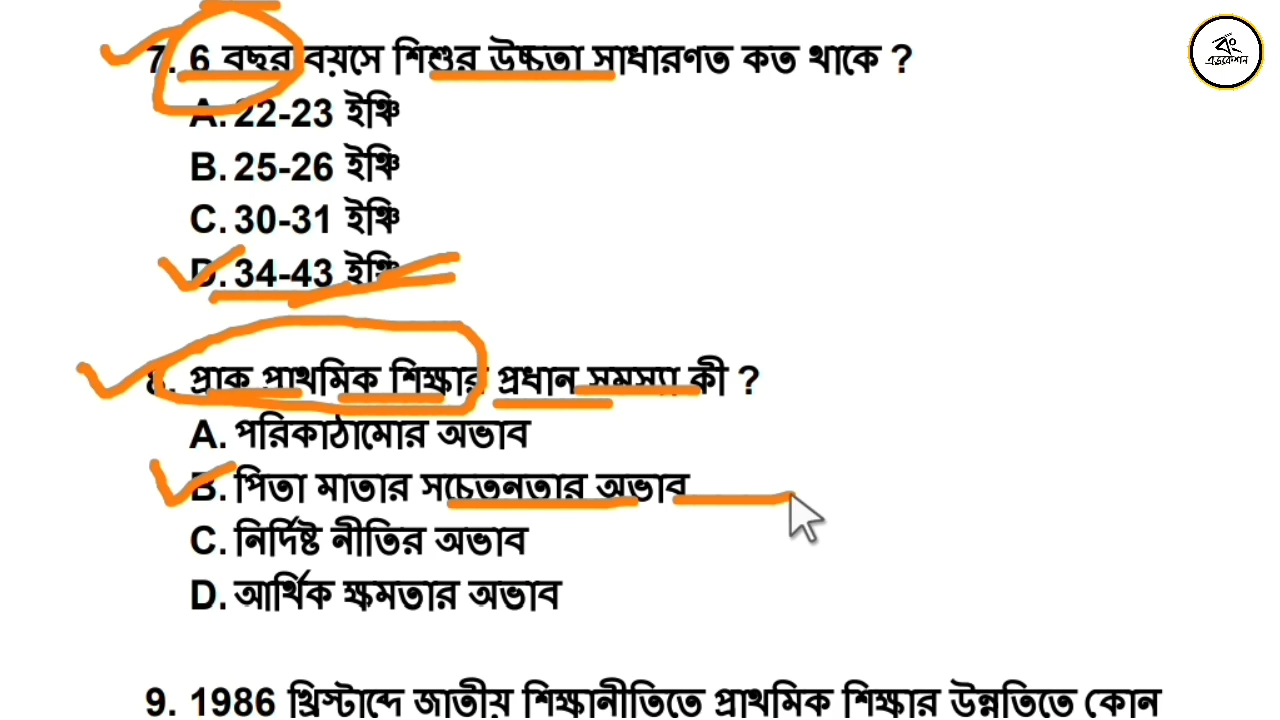 বং
এডুকেশন
7. 6 বছর বয়সে শিশুর উচ্চতা সাধারণত কত থাকে ?
A. 22-23 ইঞ্চি
B. 25-26 ইঞ্চি
C. 30-31 ইঞ্চি
D. 34-43 ইঞ্চি
8. প্রাক প্রাথমিক শিক্ষার প্রধান সমস্যা কী ?
A. পরিকাঠামোর অভাব
B. পিতা মাতার সচেতনতার অভাব
C. নির্দিষ্ট নীতির অভাব
D. আর্থিক ক্ষমতার অভাব
9. 1986 খ্রিস্টাব্দে জাতীয় শিক্ষানীতিতে প্রাথমিক শিক্ষার উন্নতিতে কোন